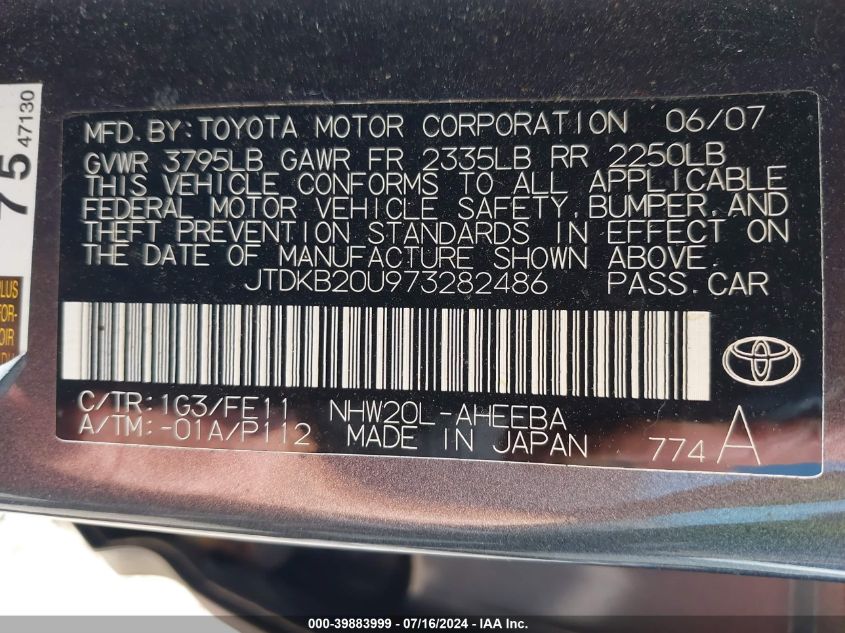 MFD. BY: TOYOTA MOTOR CORPORATION 06/07
GVWR 3795LB GAWR FR 2335LB RR 2250LB
THIS VEHICLE CONFORMS TO ALL APPLICABLE
FEDERAL MOTOR VEHICLE SAFETY, BUMPER, AND
THEFT PREVENTION STANDARDS IN EFFECT ON
THE DATE OF MANUFACTURE SHOWN ABOVE.
JTDKB20U973282486 PASS. CAR
C/TR: 1G3/FE11 NHW20L-AHEEBA
A/TM: -01A/P112 MADE IN JAPAN 774 A
75 47130
000-39883999 / 07/16/2024 - IAA Inc.